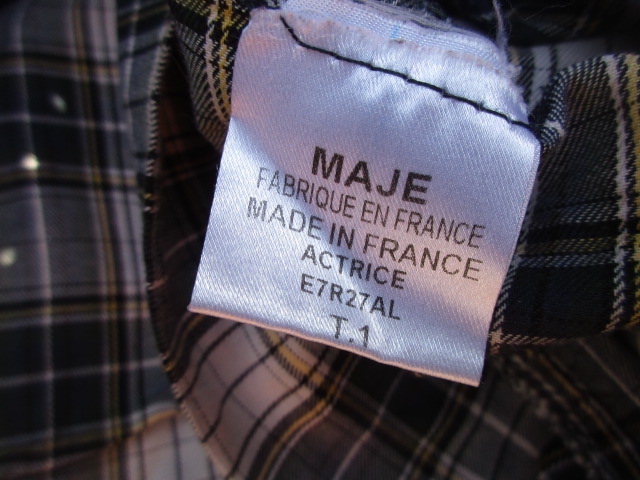 MAJE
FABRIQUE EN FRANCE
MADE IN FRANCE
ACTRICE
E7R27AL
T.1